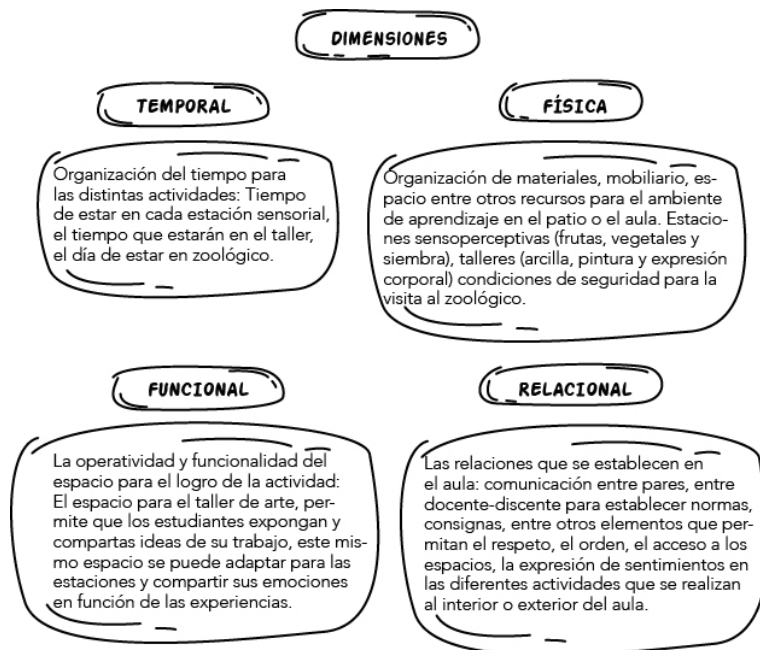 DIMENSIONES
TEMPORAL
Organización del tiempo para
las distintas actividades: Tiempo
de estar en cada estación sensorial,
el tiempo que estarán en el taller,
el día de estar en zoológico.
FÍSICA
Organización de materiales, mobiliario, es-
pacio entre otros recursos para el ambiente
de aprendizaje en el patio o el aula. Estacio-
nes sensoperceptivas (frutas, vegetales y
siembra), talleres (arcilla, pintura y expresión
corporal) condiciones de seguridad para la
visita al zoológico.
FUNCIONAL
La operatividad y funcionalidad del
espacio para el logro de la actividad:
El espacio para el taller de arte, per-
mite que los estudiantes expongan y
compartas ideas de su trabajo, este mis-
mo espacio se puede adaptar para las
estaciones y compartir sus emociones
en función de las experiencias.
RELACIONAL
Las relaciones que se establecen en
el aula: comunicación entre pares, entre
docente-discente para establecer normas,
consignas, entre otros elementos que per-
mitan el respeto, el orden, el acceso a los
espacios, la expresión de sentimientos en
las diferentes actividades que se realizan
al interior o exterior del aula.